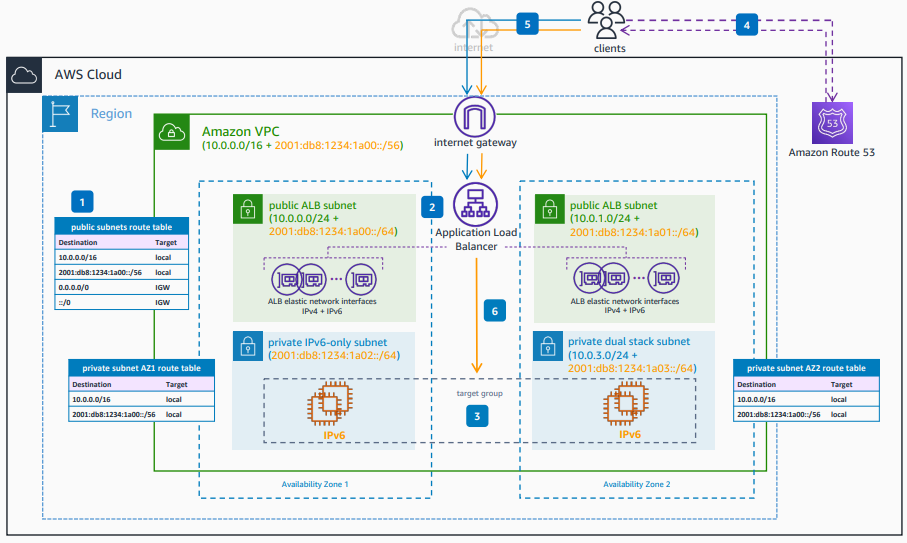 5
4
internet
clients
AWS Cloud
Region
53
Amazon Route 53
Amazon VPC
(10.0.0.0/16 + 2001:db8:1234:1a00::/56)
internet gateway
1
public subnets route table
Destination Target
10.0.0.0/16 local
2001:db8:1234:1a00::/56 local
0.0.0.0/0 IGW
::/0 IGW
public ALB subnet
(10.0.0.0/24 +
2001:db8:1234:1a00::/64)
2
Application Load
Balancer
public ALB subnet
(10.0.1.0/24 +
2001:db8:1234:1a01::/64)
ALB elastic network interfaces
IPv4 + IPv6
ALB elastic network interfaces
IPv4 + IPv6
6
private IPv6-only subnet
(2001:db8:1234:1a02::/64)
private dual stack subnet
(10.0.3.0/24 +
2001:db8:1234:1a03::/64)
private subnet AZ1 route table
Destination Target
10.0.0.0/16 local
2001:db8:1234:1a00::/56 local
target group
3
IPv6
IPv6
private subnet AZ2 route table
Destination Target
10.0.0.0/16 local
2001:db8:1234:1a00::/56 local
Availability Zone 1
Availability Zone 2